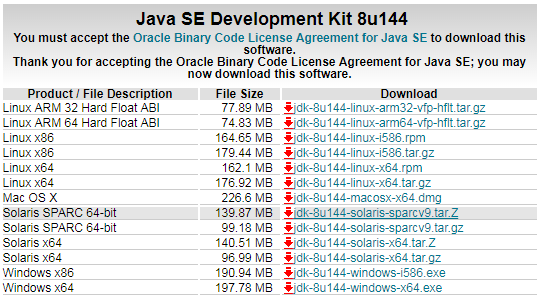 Java SE Development Kit 8u144
You must accept the Oracle Binary Code License Agreement for Java SE to download this
software.
Thank you for accepting the Oracle Binary Code License Agreement for Java SE; you may
now download this software.
Product / File Description File Size Download
Linux ARM 32 Hard Float ABI 77.89 MB jdk-8u144-linux-arm32-vfp-hflt.tar.gz
Linux ARM 64 Hard Float ABI 74.83 MB jdk-8u144-linux-arm64-vfp-hflt.tar.gz
Linux x86 164.65 MB jdk-8u144-linux-i586.rpm
Linux x86 179.44 MB jdk-8u144-linux-i586.tar.gz
Linux x64 162.1 MB jdk-8u144-linux-x64.rpm
Linux x64 176.92 MB jdk-8u144-linux-x64.tar.gz
Mac OS X 226.6 MB jdk-8u144-macosx-x64.dmg
Solaris SPARC 64-bit 139.87 MB jdk-8u144-solaris-sparcv9.tar.Z
Solaris SPARC 64-bit 99.18 MB jdk-8u144-solaris-sparcv9.tar.gz
Solaris x64 140.51 MB jdk-8u144-solaris-x64.tar.Z
Solaris x64 96.99 MB jdk-8u144-solaris-x64.tar.gz
Windows x86 190.94 MB jdk-8u144-windows-i586.exe
Windows x64 197.78 MB jdk-8u144-windows-x64.exe